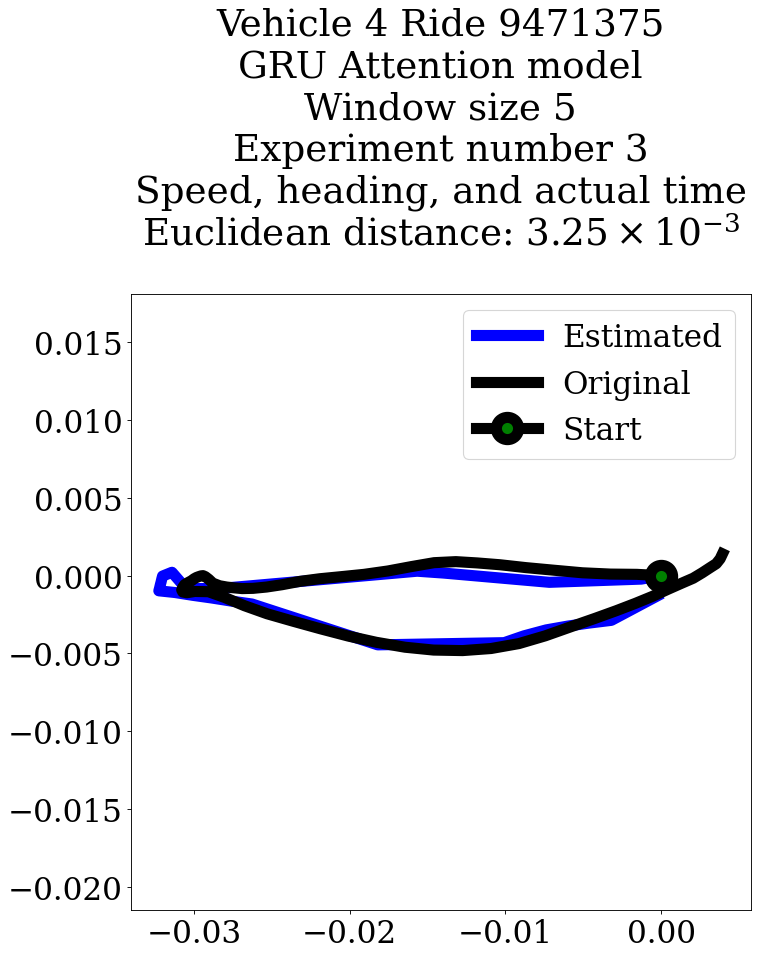 Vehicle 4 Ride 9471375
GRU Attention model
Window size 5
Experiment number 3
Speed, heading, and actual time
Euclidean distance: 3.25 × 10⁻³
Estimated
Original
Start
0.015
0.010
0.005
0.000
−0.005
−0.010
−0.015
−0.020
−0.03
−0.02
−0.01
0.00